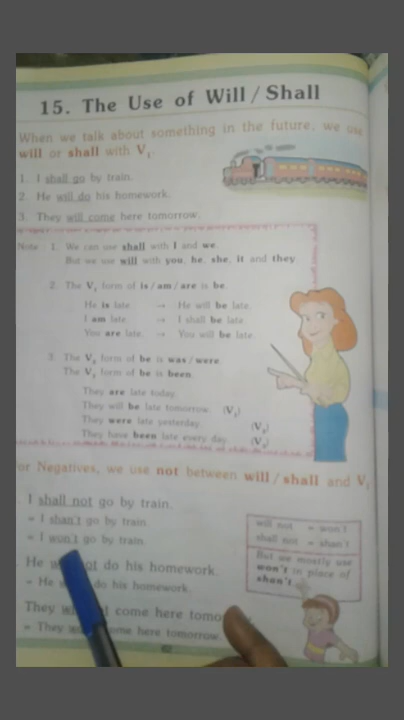 15. The Use of Will / Shall
When we talk about something in the future, we use
will or shall with V₁.
1. I shall go by train.
2. He will do his homework.
3. They will come here tomorrow.
Note : 1. We can use shall with I and we.
But we use will with you, he, she, it and they.
2. The V₁ form of is / am / are is be.
He is late → He will be late.
I am late → I shall be late
You are late. → You will be late.
3. The V₂ form of be is was / were.
The V₃ form of be is been.
They are late today.
They will be late tomorrow. (V₁)
They were late yesterday. (V₂)
They have been late every day. (V₃)
For Negatives, we use not between will / shall and V₁
I shall not go by train.
= I shan't go by train.
= I won't go by train.
He do his homework.
= He do his homework.
They come here
= They come here tomorrow.
will not = won't
shall not = shan't
But we mostly use
won't in place of
shan't
62